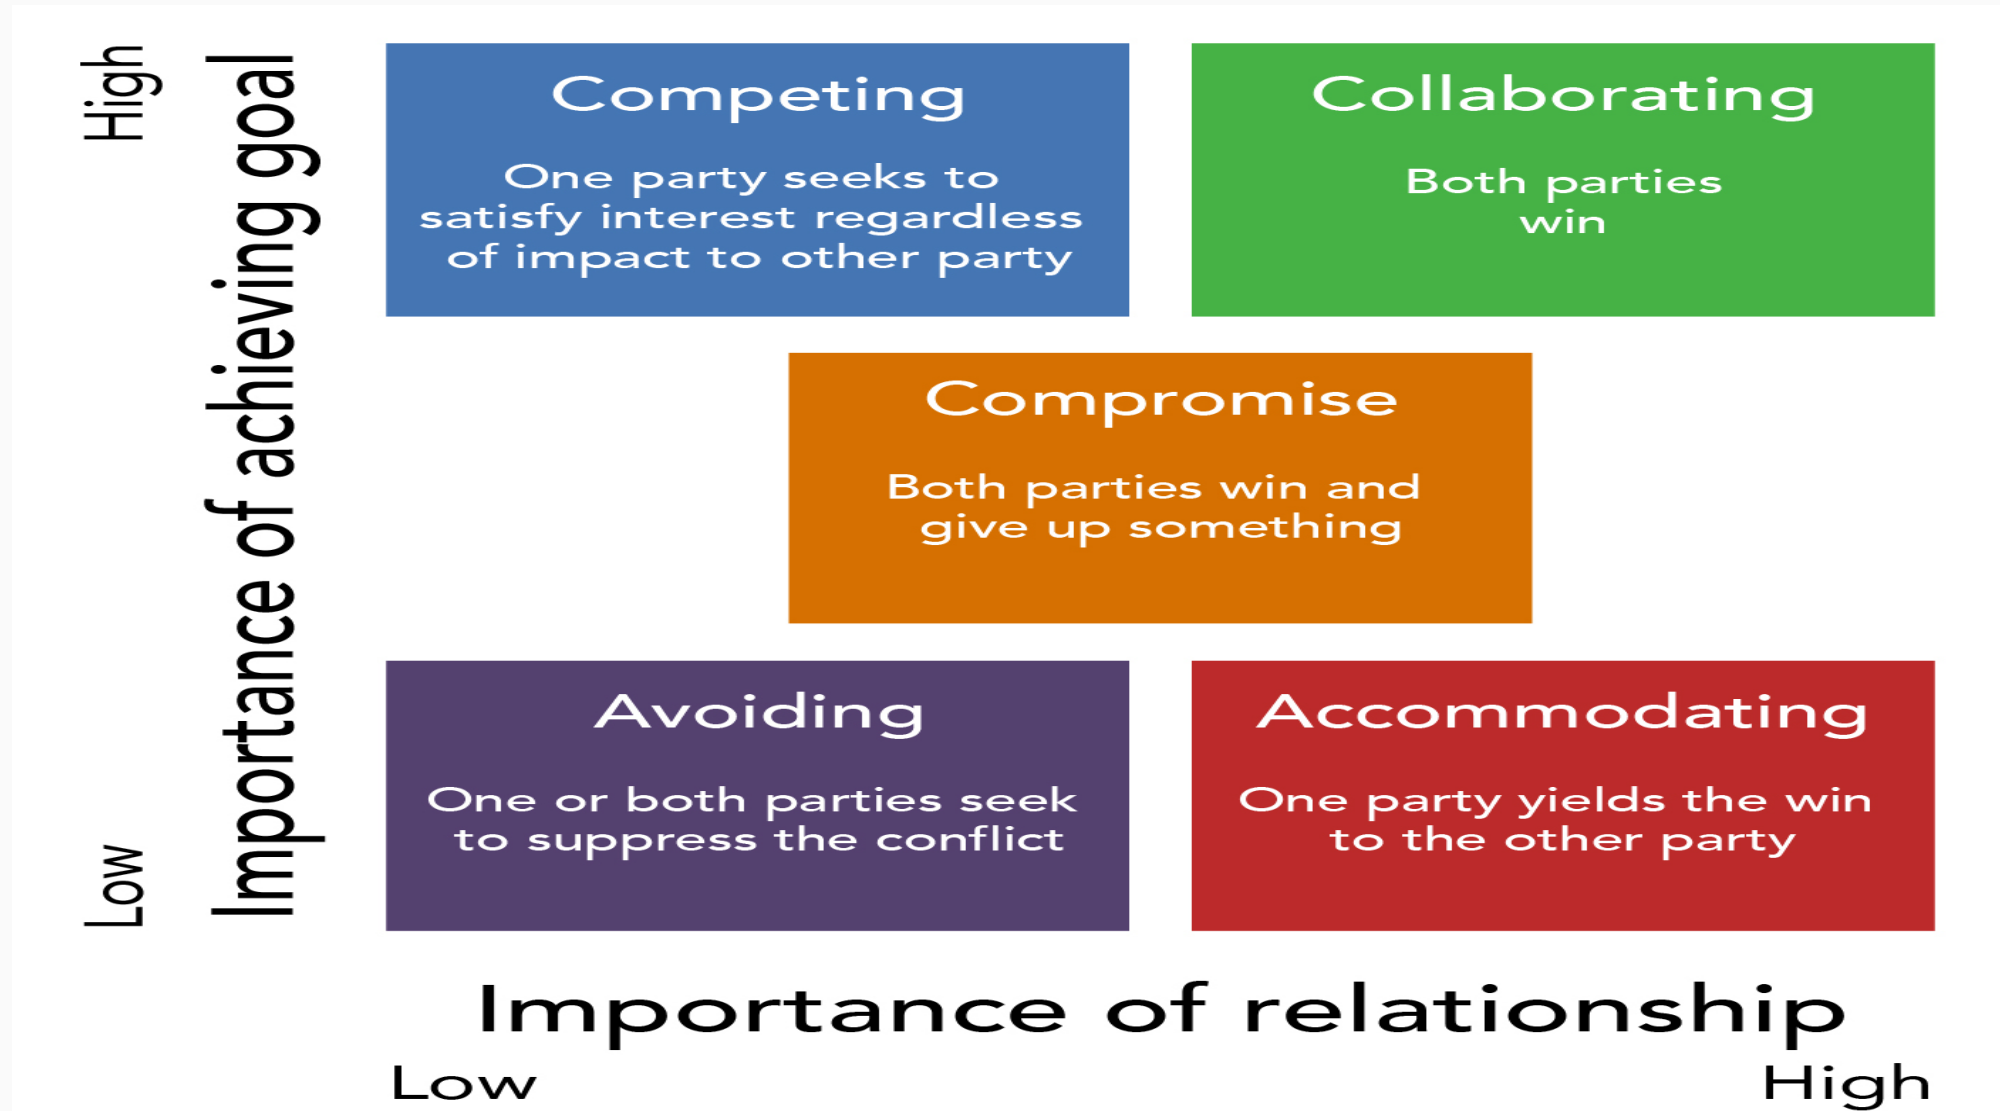 High
Importance of achieving goal
Low
Competing
One party seeks to
satisfy interest regardless
of impact to other party
Collaborating
Both parties
win
Compromise
Both parties win and
give up something
Avoiding
One or both parties seek
to suppress the conflict
Accommodating
One party yields the win
to the other party
Importance of relationship
Low
High